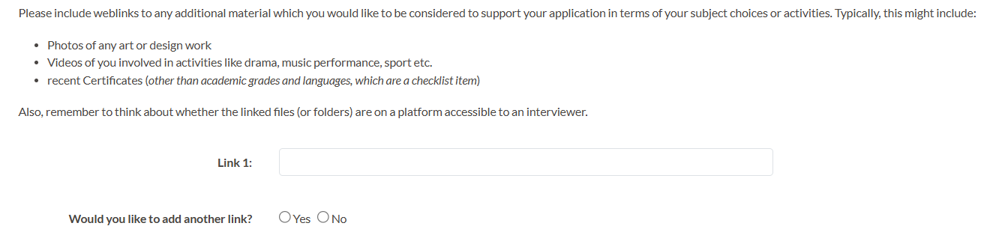 Please include weblinks to any additional material which you would like to be considered to support your application in terms of your subject choices or activities. Typically, this might include:
• Photos of any art or design work
• Videos of you involved in activities like drama, music performance, sport etc.
• recent Certificates (other than academic grades and languages, which are a checklist item)
Also, remember to think about whether the linked files (or folders) are on a platform accessible to an interviewer.
Link 1:
Would you like to add another link? Yes No